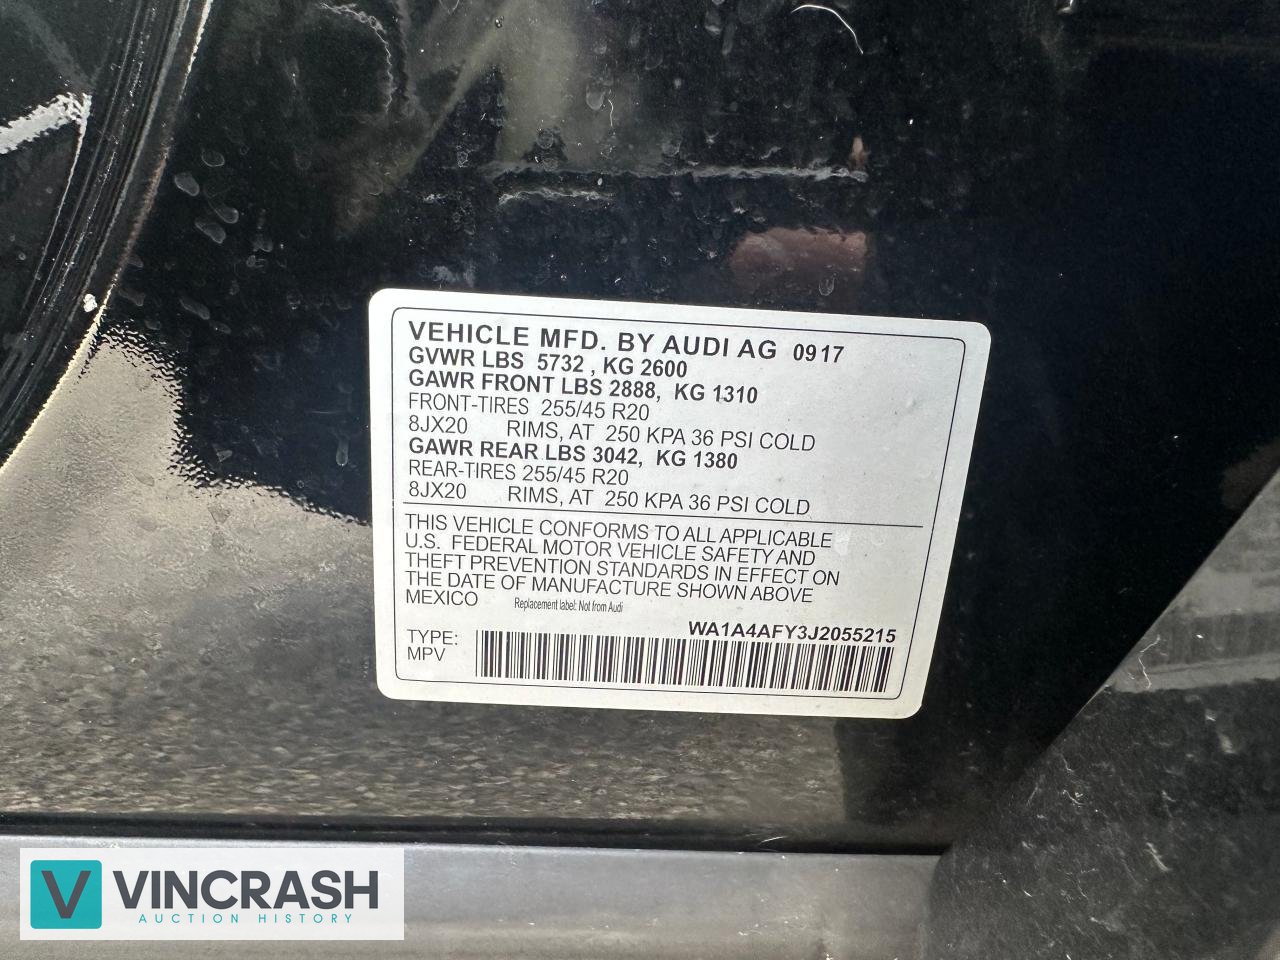 VEHICLE MFD. BY AUDI AG 0917
GVWR LBS 5732 , KG 2600
GAWR FRONT LBS 2888, KG 1310
FRONT-TIRES 255/45 R20
8JX20 RIMS, AT 250 KPA 36 PSI COLD
GAWR REAR LBS 3042, KG 1380
REAR-TIRES 255/45 R20
8JX20 RIMS, AT 250 KPA 36 PSI COLD
THIS VEHICLE CONFORMS TO ALL APPLICABLE
U.S. FEDERAL MOTOR VEHICLE SAFETY AND
THEFT PREVENTION STANDARDS IN EFFECT ON
THE DATE OF MANUFACTURE SHOWN ABOVE
MEXICO Replacement label: Not from Audi
WA1A4AFY3J2055215
TYPE:
MPV
V VINCRASH
AUCTION HISTORY